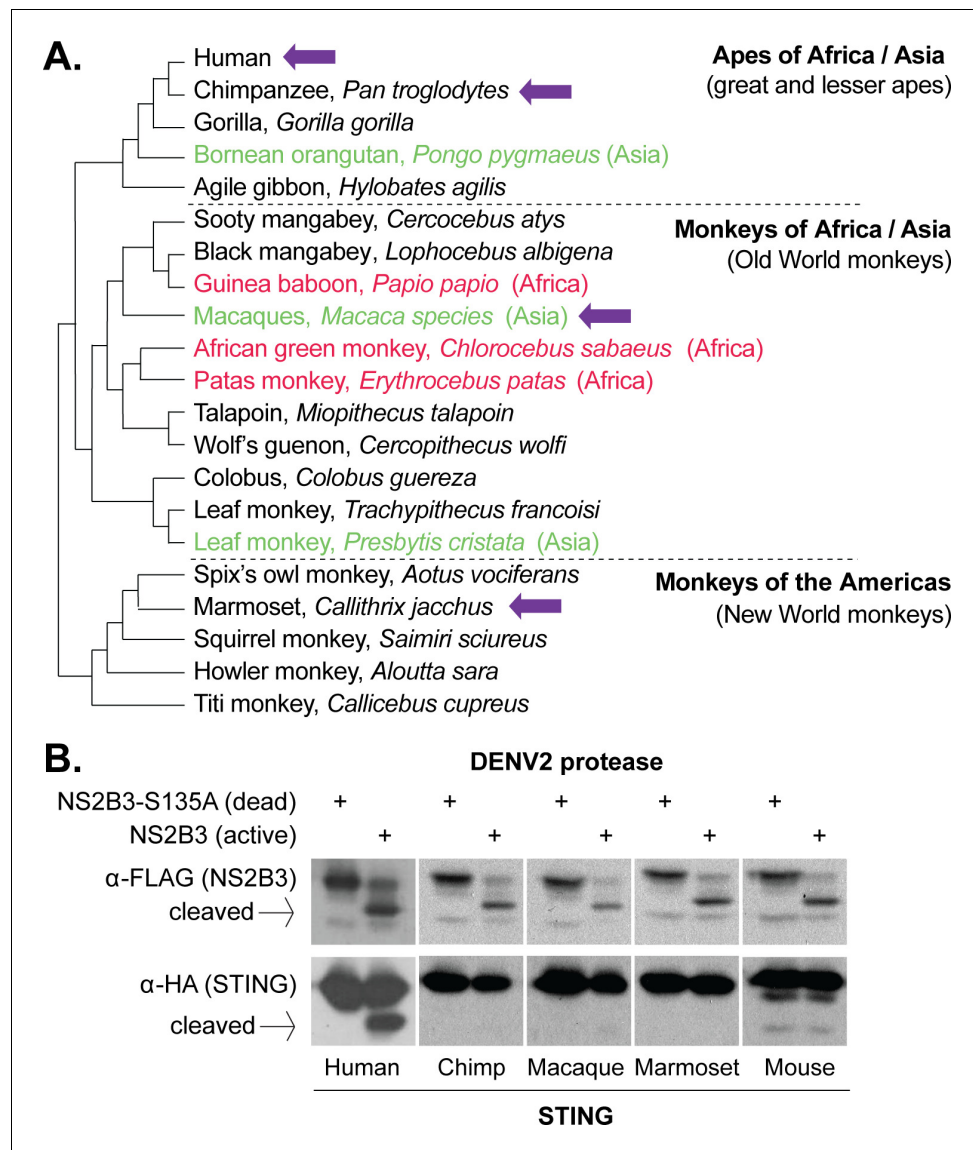 A.
Human
Chimpanzee, Pan troglodytes
Gorilla, Gorilla gorilla
Bornean orangutan, Pongo pygmaeus (Asia)
Agile gibbon, Hylobates agilis
Apes of Africa / Asia
(great and lesser apes)
Sooty mangabey, Cercocebus atys
Black mangabey, Lophocebus albigena
Guinea baboon, Papio papio (Africa)
Macaques, Macaca species (Asia)
African green monkey, Chlorocebus sabaeus (Africa)
Patas monkey, Erythrocebus patas (Africa)
Talapoin, Miopithecus talapoin
Wolf's guenon, Cercopithecus wolfi
Colobus, Colobus guereza
Leaf monkey, Trachypithecus francoisi
Leaf monkey, Presbytis cristata (Asia)
Monkeys of Africa / Asia
(Old World monkeys)
Spix's owl monkey, Aotus vociferans
Marmoset, Callithrix jacchus
Squirrel monkey, Saimiri sciureus
Howler monkey, Aloutta sara
Titi monkey, Callicebus cupreus
Monkeys of the Americas
(New World monkeys)
B.
DENV2 protease
NS2B3-S135A (dead) + + + + +
NS2B3 (active) + + + + +
α-FLAG (NS2B3)
cleaved
α-HA (STING)
cleaved
Human Chimp Macaque Marmoset Mouse
STING